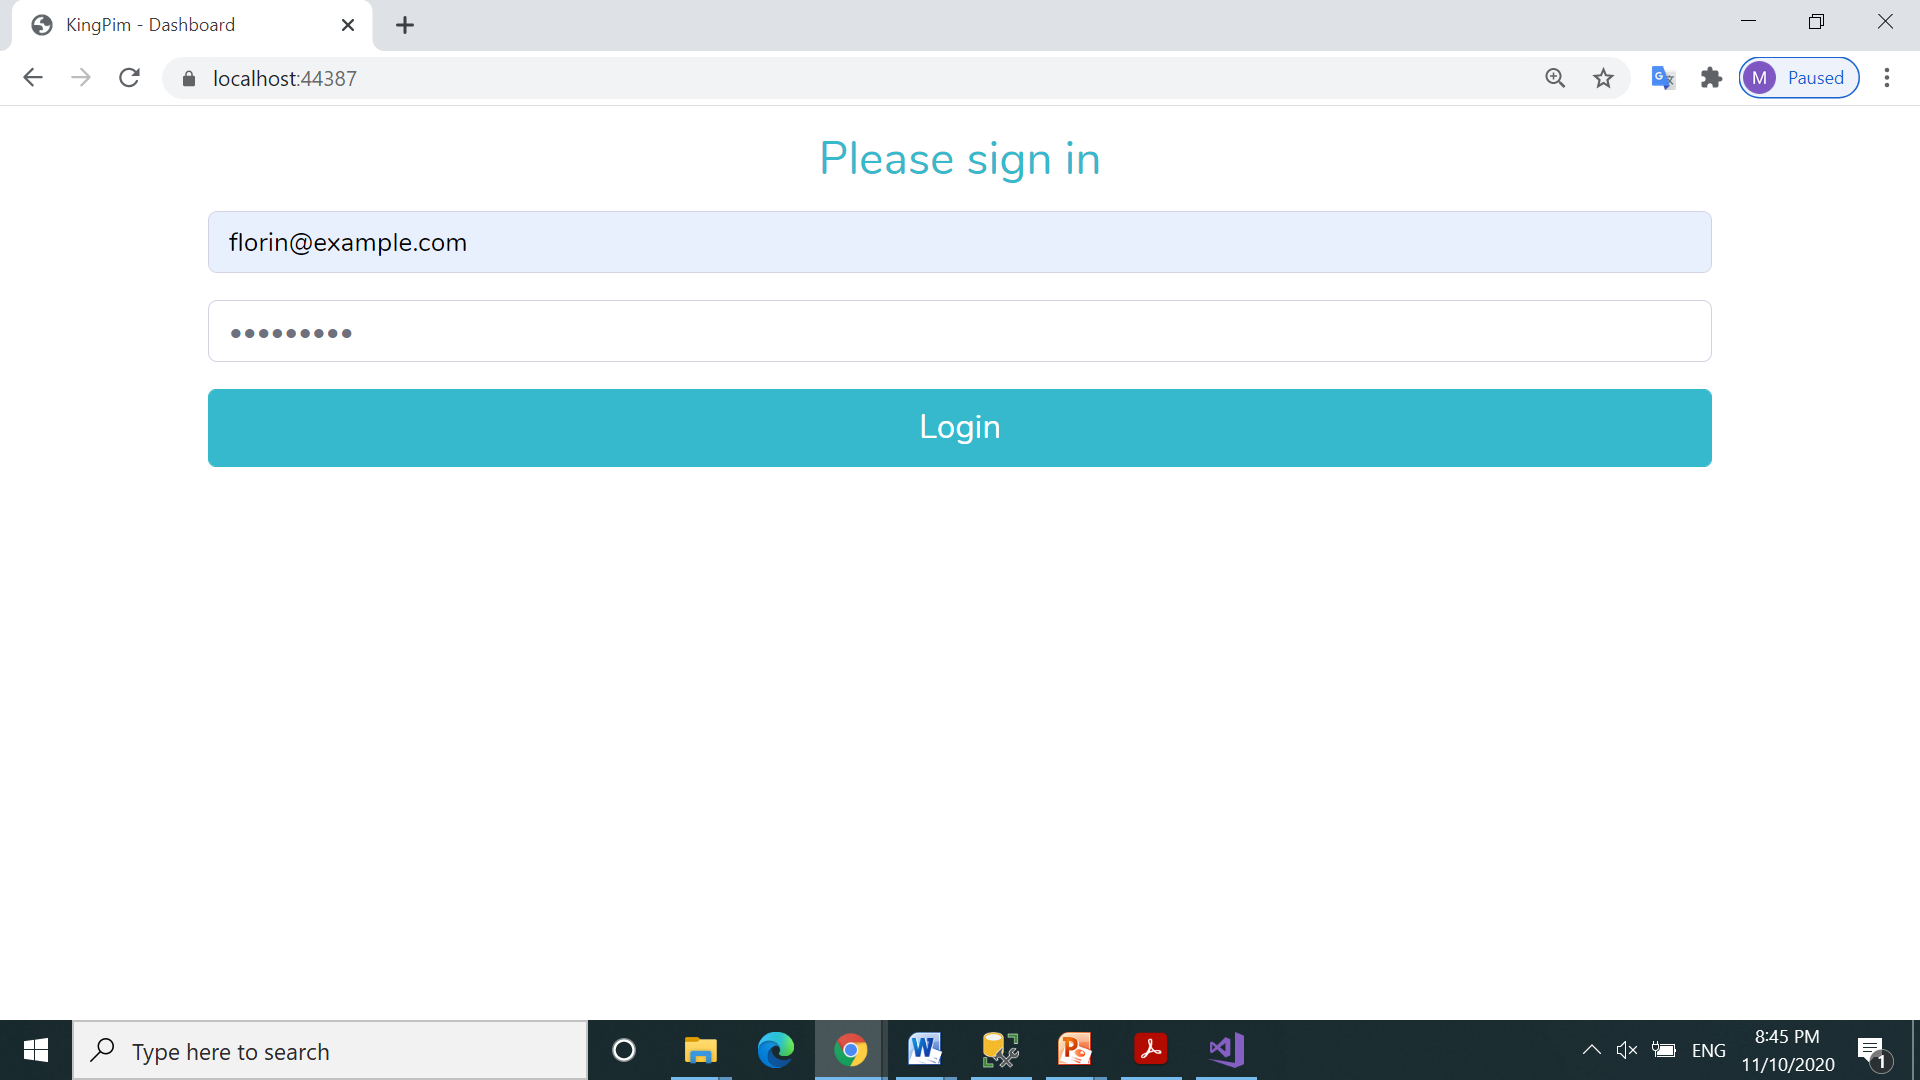 KingPim - Dashboard
localhost:44387
M Paused
Please sign in
florin@example.com
•••••••••
Login
Type here to search
ENG
8:45 PM
11/10/2020
1